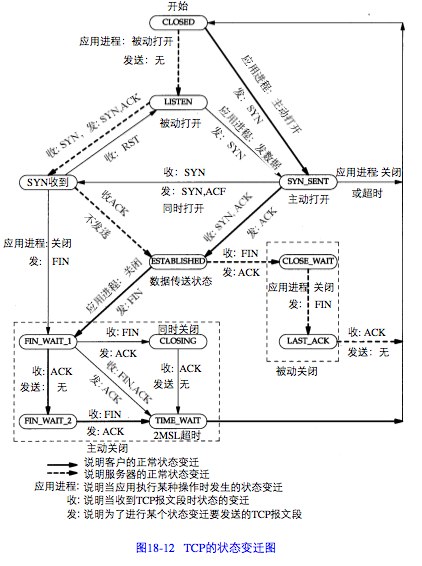 开始
CLOSED
应用进程：被动打开
发送：无
应用进程：主动打开
发：SYN
LISTEN
被动打开
收：SYN，发：SYN,ACK
收：RST
应用进程：发数据
发：SYN
SYN收到
收：SYN
发：SYN,ACF
同时打开
SYN_SENT
主动打开
应用进程：关闭
或超时
收ACK
不发送
收：SYN, ACK
发：ACK
应用进程：关闭
发：FIN
ESTABLISHED
数据传送状态
收：FIN
发：ACK
CLOSE_WAIT
应用进程：关闭
发：FIN
LAST_ACK
收：ACK
发送：无
被动关闭
应用进程：关闭
发：FIN
FIN_WAIT_1
收：FIN
发：ACK
同时关闭
CLOSING
收：ACK
发送：无
收：FIN,ACK
发：ACK
收：ACK
发送：无
FIN_WAIT_2
收：FIN
发：ACK
TIME_WAIT
2MSL超时
主动关闭
说明客户的正常状态变迁
说明服务器的正常状态变迁
应用进程：说明当应用执行某种操作时发生的状态变迁
收：说明当收到TCP报文段时状态的变迁
发：说明为了进行某个状态变迁要发送的TCP报文段
图18-12 TCP的状态变迁图